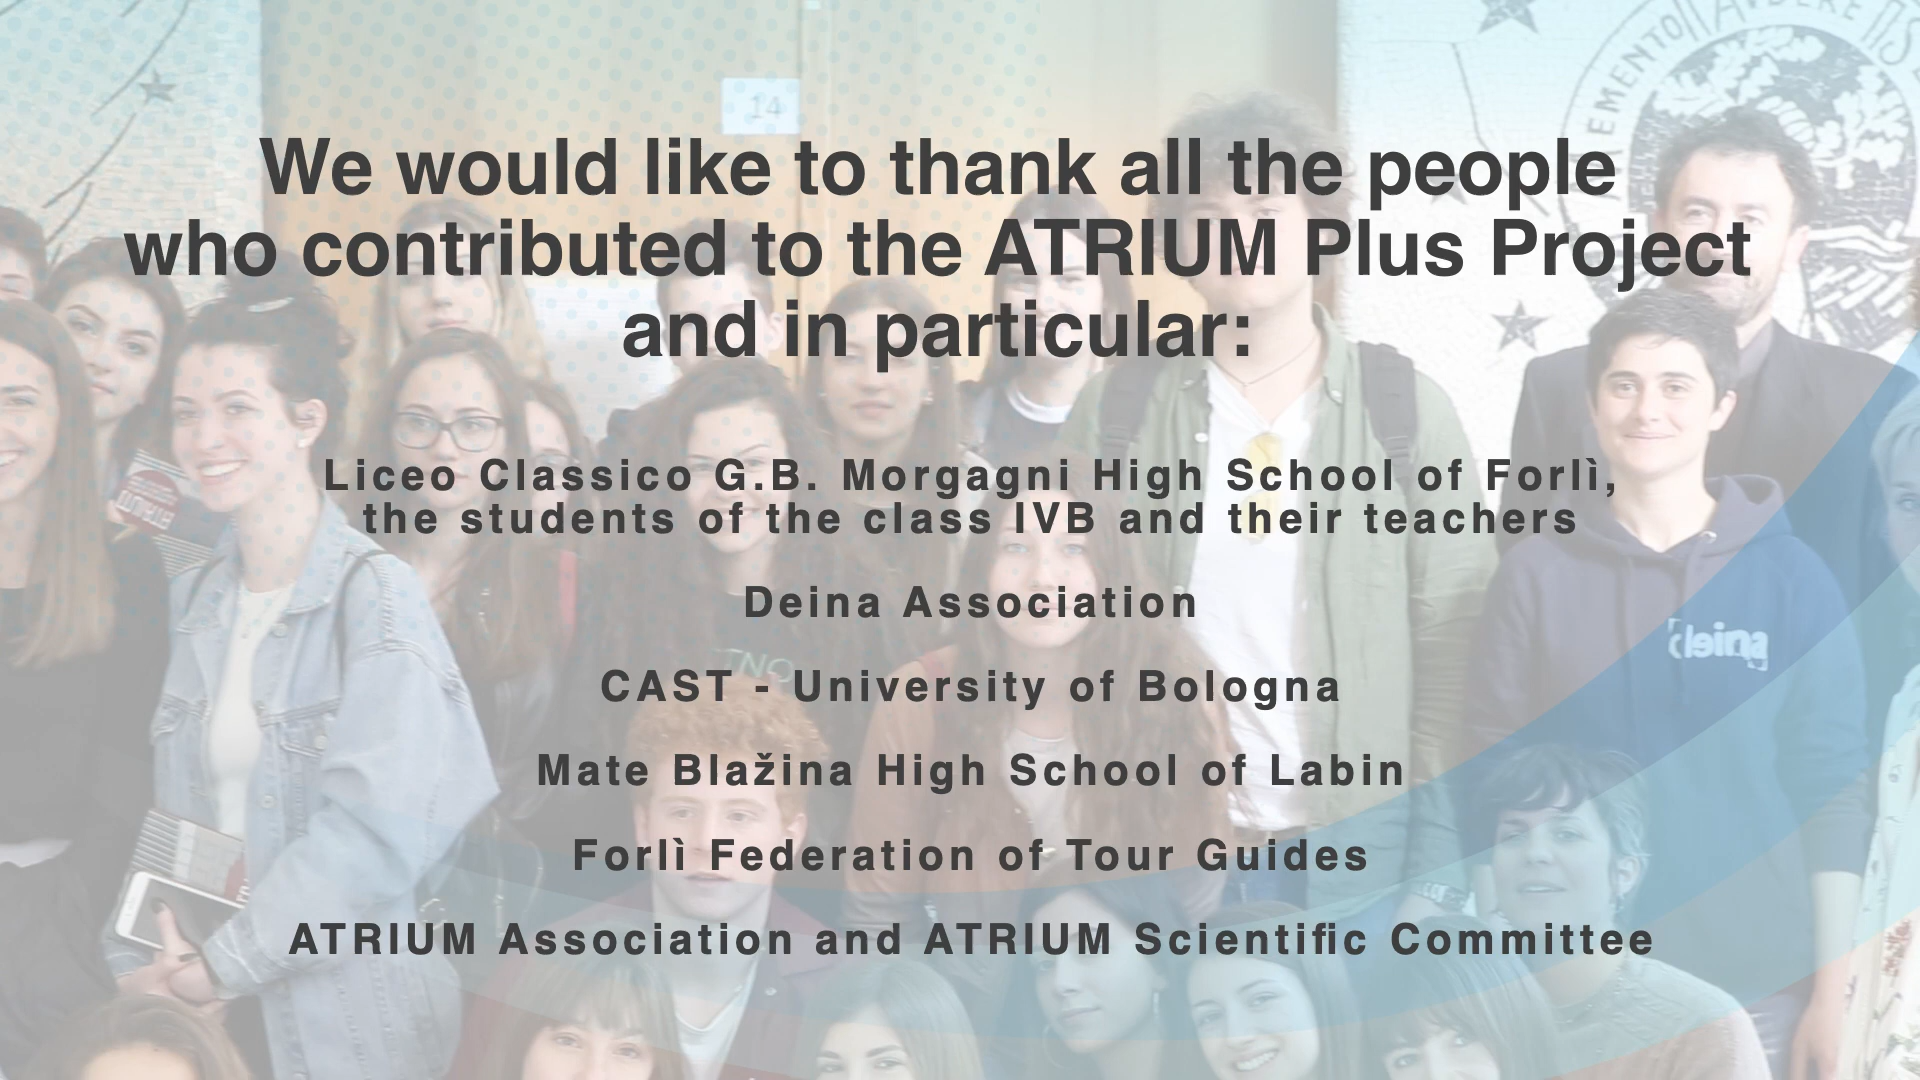 14
EMENTO
We would like to thank all the people
who contributed to the ATRIUM Plus Project
and in particular:
Liceo Classico G.B. Morgagni High School of Forlì,
the students of the class IVB and their teachers
Deina Association
deina
CAST - University of Bologna
Mate Blažina High School of Labin
Forlì Federation of Tour Guides
ATRIUM Association and ATRIUM Scientific Committee